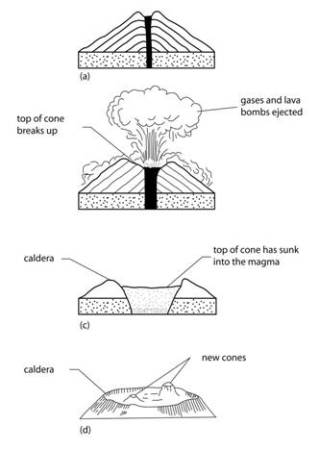 (a)
gases and lava
bombs ejected
top of cone
breaks up
caldera
top of cone has sunk
into the magma
(c)
new cones
caldera
(d)